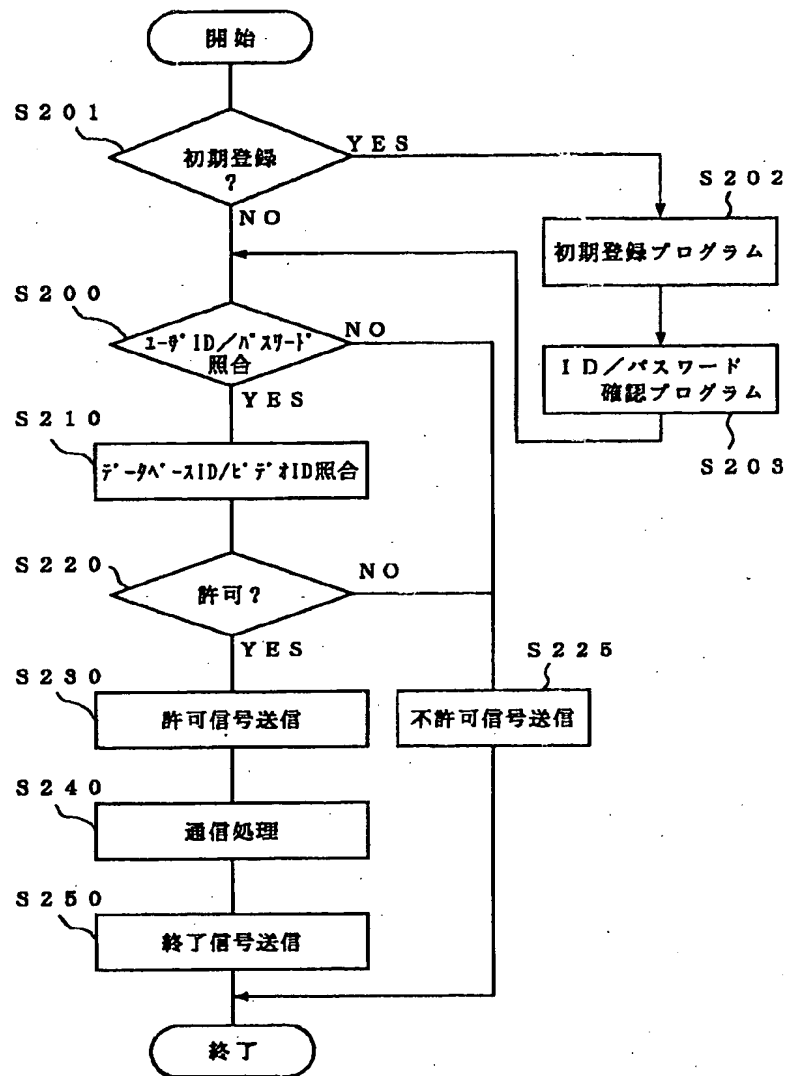 開始
S201
初期登録
?
YES
NO
S202
初期登録プログラム
S200
ユーザID/パスワード
照合
NO
YES
ID/パスワード
確認プログラム
S203
S210
データベースID/ビデオID照合
S220
許可?
NO
YES
S225
S230
許可信号送信
不許可信号送信
S240
通信処理
S250
終了信号送信
終了